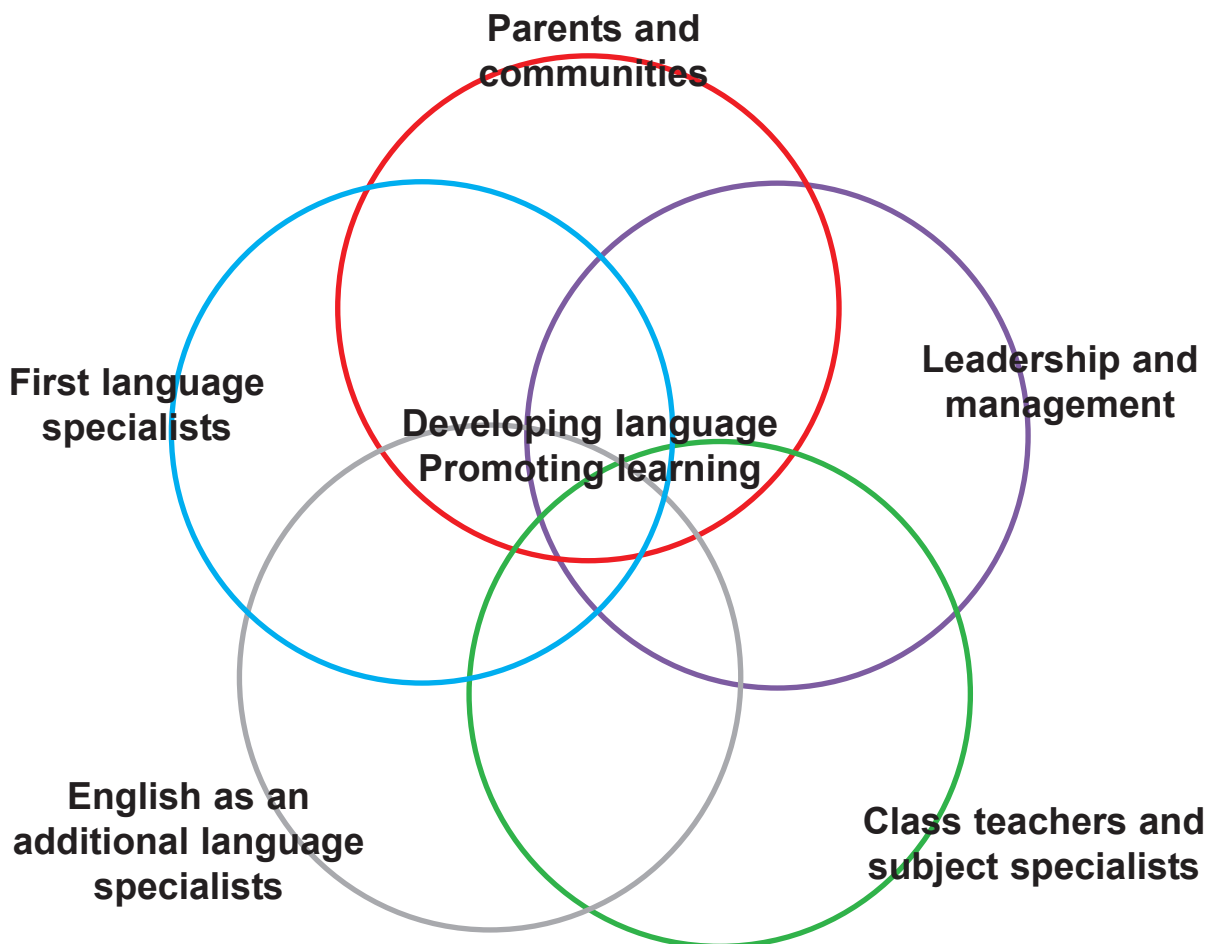 Parents and
communities
First language
specialists
Leadership and
management
Developing language
Promoting learning
English as an
additional language
specialists
Class teachers and
subject specialists